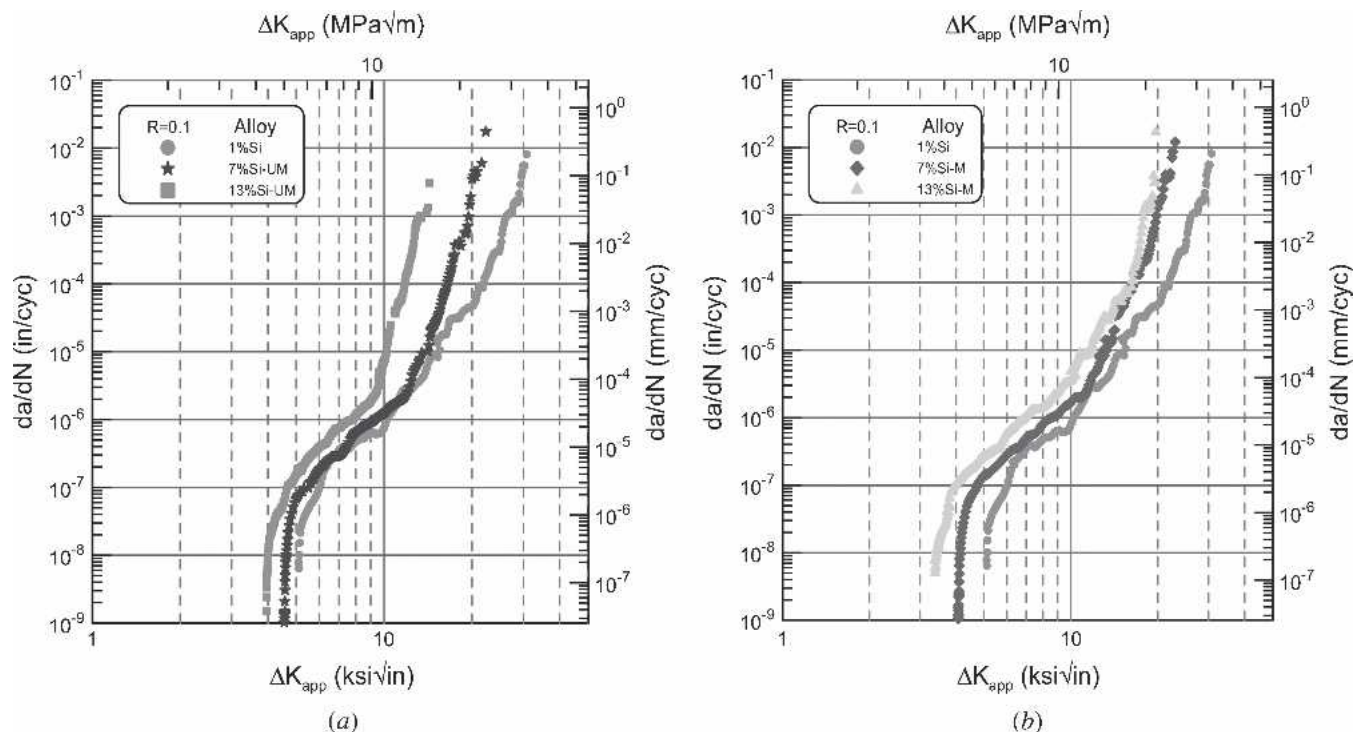 ΔK_app (MPa√m)
10
10^-1
10^-2
10^-3
10^-4
10^-5
10^-6
10^-7
10^-8
10^-9
da/dN (in/cyc)
R=0.1 Alloy
1%Si
7%Si-UM
13%Si-UM
10^0
10^-1
10^-2
10^-3
10^-4
10^-5
10^-6
10^-7
da/dN (mm/cyc)
1 10
ΔK_app (ksi√in)
(a)
ΔK_app (MPa√m)
10
10^-1
10^-2
10^-3
10^-4
10^-5
10^-6
10^-7
10^-8
10^-9
da/dN (in/cyc)
R=0.1 Alloy
1%Si
7%Si-M
13%Si-M
10^0
10^-1
10^-2
10^-3
10^-4
10^-5
10^-6
10^-7
da/dN (mm/cyc)
1 10
ΔK_app (ksi√in)
(b)